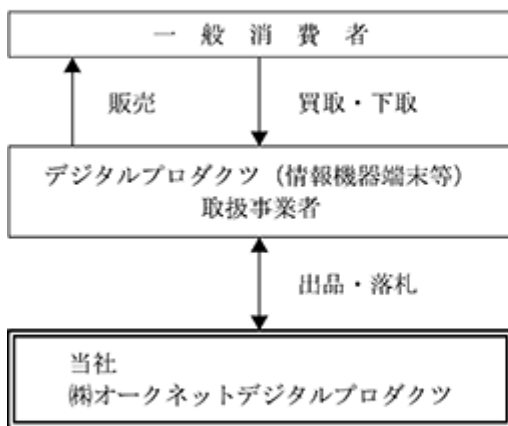 一般消費者
販売
買取・下取
デジタルプロダクツ（情報機器端末等）
取扱事業者
出品・落札
当社
㈱オークネットデジタルプロダクツ